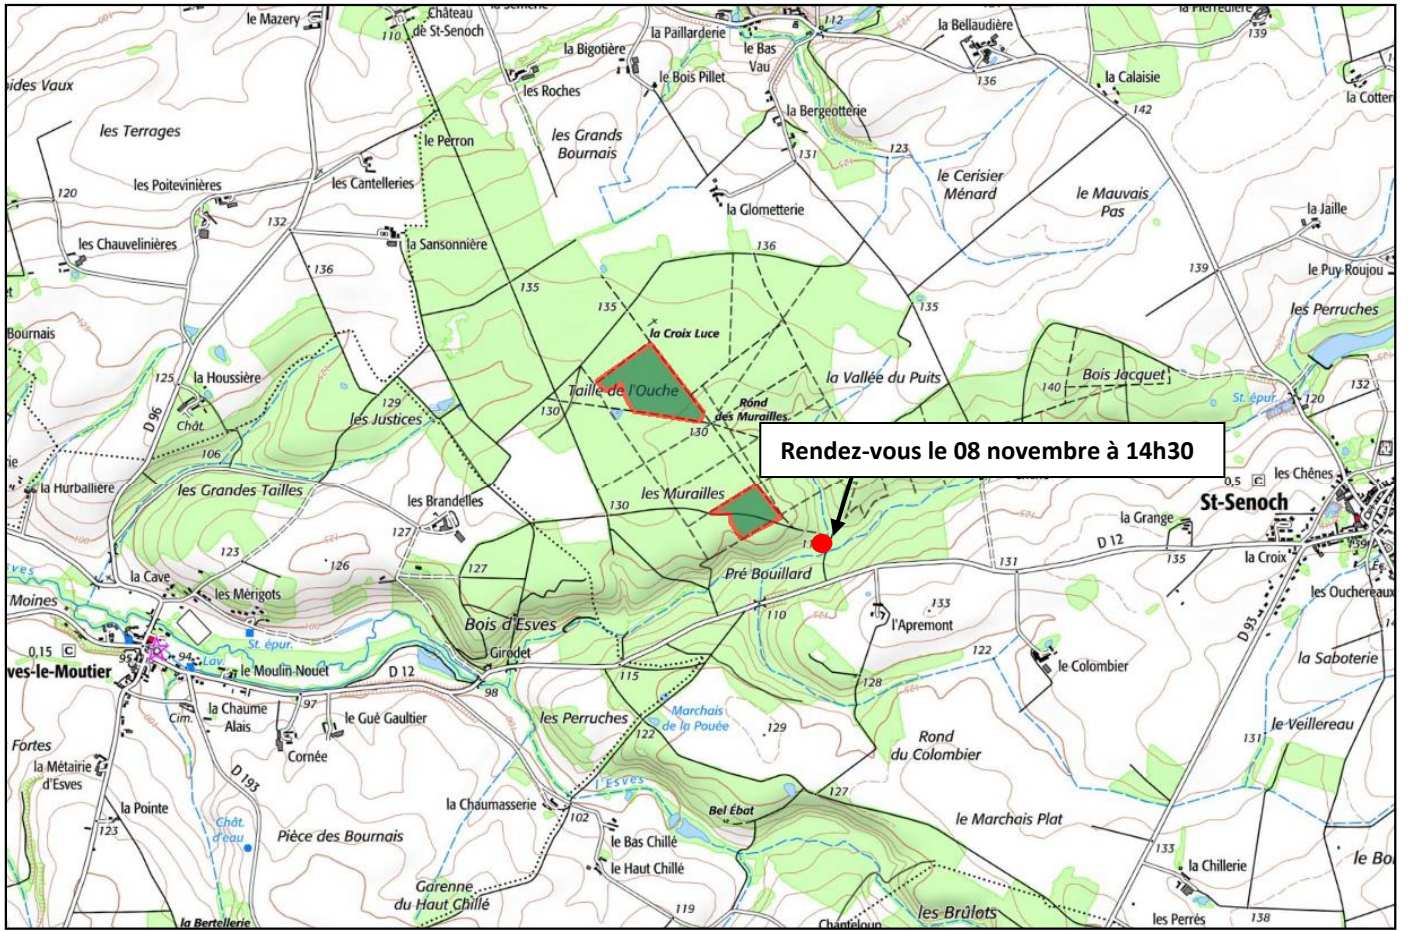 le Mazery
Château
de St-Senoch
110
la Paillarderie
112
la Bellaudière
139
la Bigotière
le Bas
Vau
136
le Bois Pillet
la Calaisie
les Roches
142
les Terrages
la Bergeotterie
le Perron
les Grands
Bournais
131
123
125
le Cerisier
Ménard
le Mauvais
Pas
120
les Poitevinières
les Cantelleries
la Glometterie
la Jaille
132
les Chauvelinières
la Sansonnière
136
136
139
le Puy Roujou
135
135
135
les Perruches
Bournais
la Croix Luce
125
la Houssière
Taille de l'Ouche
la Vallée du Puits
Bois Jacquet
140
132
129
les Justices
130
Rond
des Murailles
St. épur.
120
D 96
Chât.
130
106
Rendez-vous le 08 novembre à 14h30
les Chênes
la Hurballière
les Grandes Tailles
les Brandelles
les Murailles
0,5 C
St-Senoch
130
la Grange
127
D 12
135
la Croix
123
126
127
Pré Bouillard
131
la Cave
les Mérigots
110
133
les Ouchereaux
Moines
l'Apremont
Bois d'Esves
D 93
0,15 C
95
94
St. épur.
Lav.
Girodet
122
le Colombier
la Saboterie
ves-le-Moutier
le Moulin Nouet
D 12
98
115
128
97
Cim.
la Chaume
Alais
le Gué Gaultier
les Perruches
Marchais
de la Pouée
122
129
le Veillereau
131
Fortes
Cornée
Rond
du Colombier
la Métairie
d'Esves
D 193
l'Esves
127
la Pointe
la Chaumasserie
Bel Ébat
123
Chât.
d'eau
Pièce des Bournais
102
le Marchais Plat
le Bas Chillé
133
la Chillerie
le Haut Chillé
Garenne
du Haut Chillé
119
les Brûlots
les Perrés
138
la Bertellerie
Chanteloup